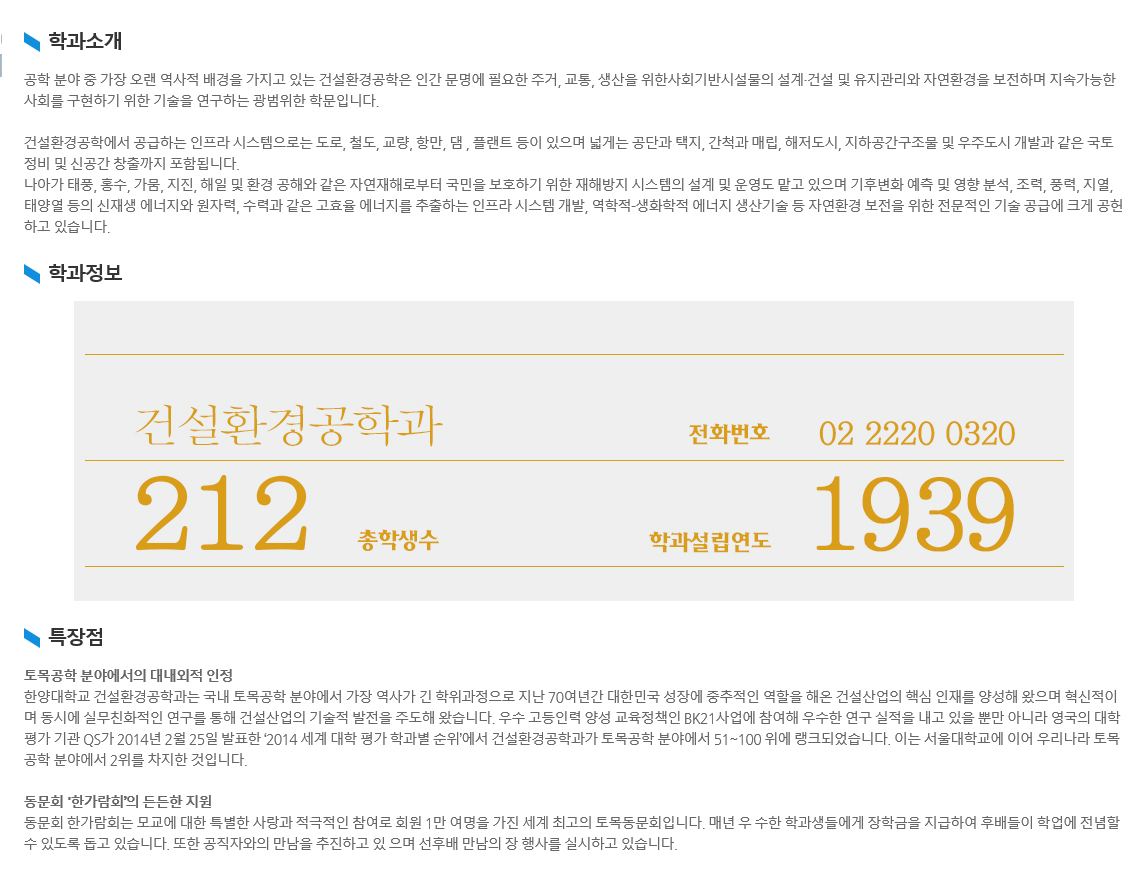 학과소개
공학 분야 중 가장 오랜 역사적 배경을 가지고 있는 건설환경공학은 인간 문명에 필요한 주거, 교통, 생산을 위한사회기반시설물의 설계·건설 및 유지관리와 자연환경을 보전하며 지속가능한
사회를 구현하기 위한 기술을 연구하는 광범위한 학문입니다.
건설환경공학에서 공급하는 인프라 시스템으로는 도로, 철도, 교량, 항만, 댐 , 플랜트 등이 있으며 넓게는 공단과 택지, 간척과 매립, 해저도시, 지하공간구조물 및 우주도시 개발과 같은 국토
정비 및 신공간 창출까지 포함됩니다.
나아가 태풍, 홍수, 가뭄, 지진, 해일 및 환경 공해와 같은 자연재해로부터 국민을 보호하기 위한 재해방지 시스템의 설계 및 운영도 맡고 있으며 기후변화 예측 및 영향 분석, 조력, 풍력, 지열,
태양열 등의 신재생 에너지와 원자력, 수력과 같은 고효율 에너지를 추출하는 인프라 시스템 개발, 역학적-생화학적 에너지 생산기술 등 자연환경 보전을 위한 전문적인 기술 공급에 크게 공헌
하고 있습니다.
학과정보
건설환경공학과 전화번호 02 2220 0320
212 총학생수 학과설립연도 1939
특장점
토목공학 분야에서의 대내외적 인정
한양대학교 건설환경공학과는 국내 토목공학 분야에서 가장 역사가 긴 학위과정으로 지난 70여년간 대한민국 성장에 중추적인 역할을 해온 건설산업의 핵심 인재를 양성해 왔으며 혁신적이
며 동시에 실무친화적인 연구를 통해 건설산업의 기술적 발전을 주도해 왔습니다. 우수 고등인력 양성 교육정책인 BK21사업에 참여해 우수한 연구 실적을 내고 있을 뿐만 아니라 영국의 대학
평가 기관 QS가 2014년 2월 25일 발표한 ‘2014 세계 대학 평가 학과별 순위’에서 건설환경공학과가 토목공학 분야에서 51~100 위에 랭크되었습니다. 이는 서울대학교에 이어 우리나라 토목
공학 분야에서 2위를 차지한 것입니다.
동문회 ‘한가람회’의 든든한 지원
동문회 한가람회는 모교에 대한 특별한 사랑과 적극적인 참여로 회원 1만 여명을 가진 세계 최고의 토목동문회입니다. 매년 우 수한 학과생들에게 장학금을 지급하여 후배들이 학업에 전념할
수 있도록 돕고 있습니다. 또한 공직자와의 만남을 추진하고 있 으며 선후배 만남의 장 행사를 실시하고 있습니다.